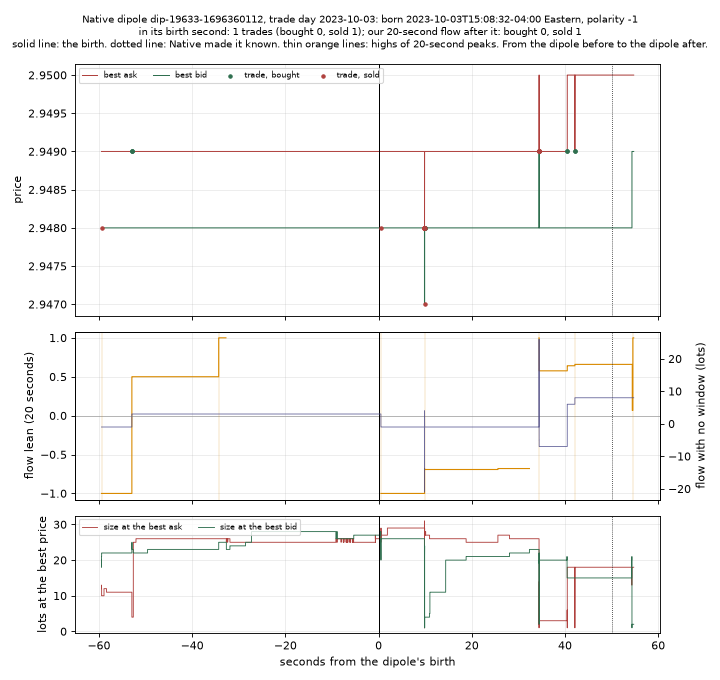 Native dipole dip-19633-1696360112, trade day 2023-10-03: born 2023-10-03T15:08:32-04:00 Eastern, polarity -1
in its birth second: 1 trades (bought 0, sold 1); our 20-second flow after it: bought 0, sold 1
solid line: the birth. dotted line: Native made it known. thin orange lines: highs of 20-second peaks. From the dipole before to the dipole after.
best ask best bid trade, bought trade, sold
2.9500
2.9495
2.9490
2.9485
2.9480
2.9475
2.9470
price
1.0
0.5
0.0
−0.5
−1.0
flow lean (20 seconds)
20
10
0
−10
−20
flow with no window (lots)
size at the best ask size at the best bid
30
20
10
0
lots at the best price
−60 −40 −20 0 20 40 60
seconds from the dipole's birth